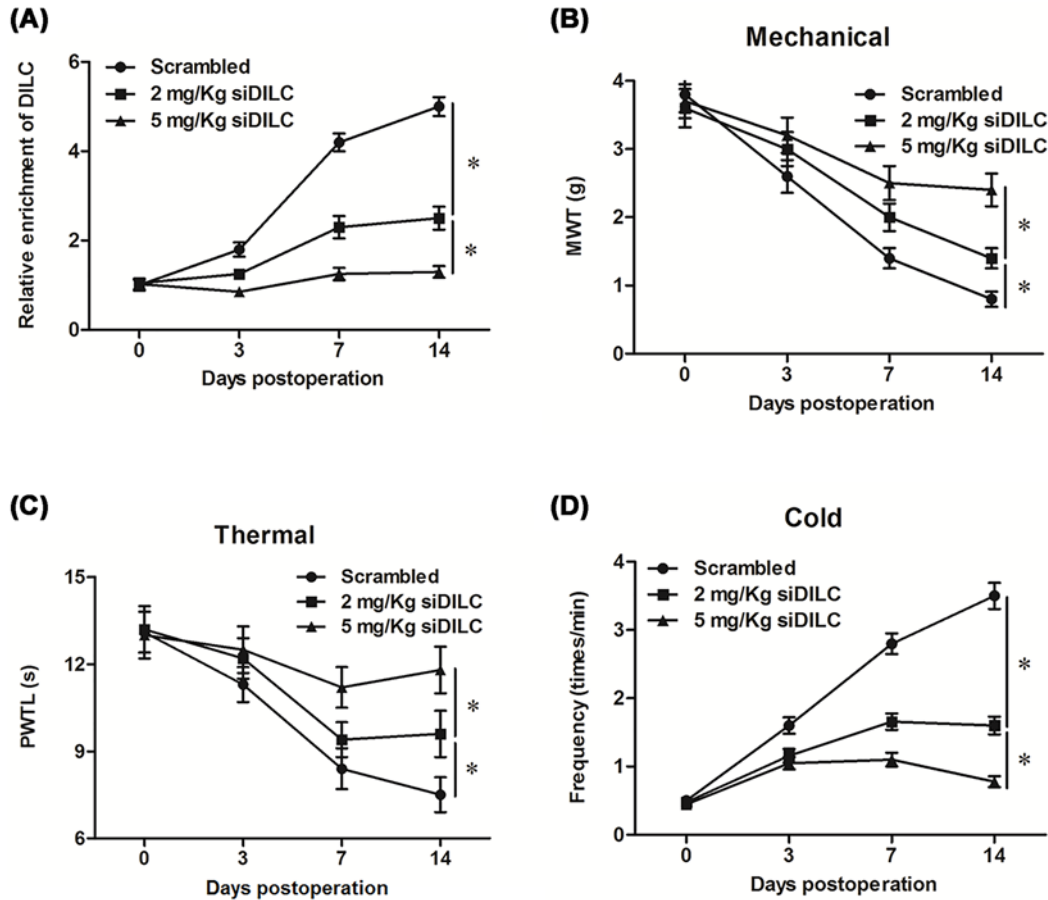 (A)
Scrambled
2 mg/Kg siDILC
5 mg/Kg siDILC
Relative enrichment of DILC
6
4
2
0
*
*
0 3 7 14
Days postoperation
(B)
Mechanical
Scrambled
2 mg/Kg siDILC
5 mg/Kg siDILC
MWT (g)
4
3
2
1
0
*
*
0 3 7 14
Days postoperation
(C)
Thermal
Scrambled
2 mg/Kg siDILC
5 mg/Kg siDILC
PWTL (s)
15
12
9
6
*
*
0 3 7 14
Days postoperation
(D)
Cold
Scrambled
2 mg/Kg siDILC
5 mg/Kg siDILC
Frequency (times/min)
4
3
2
1
0
*
*
0 3 7 14
Days postoperation